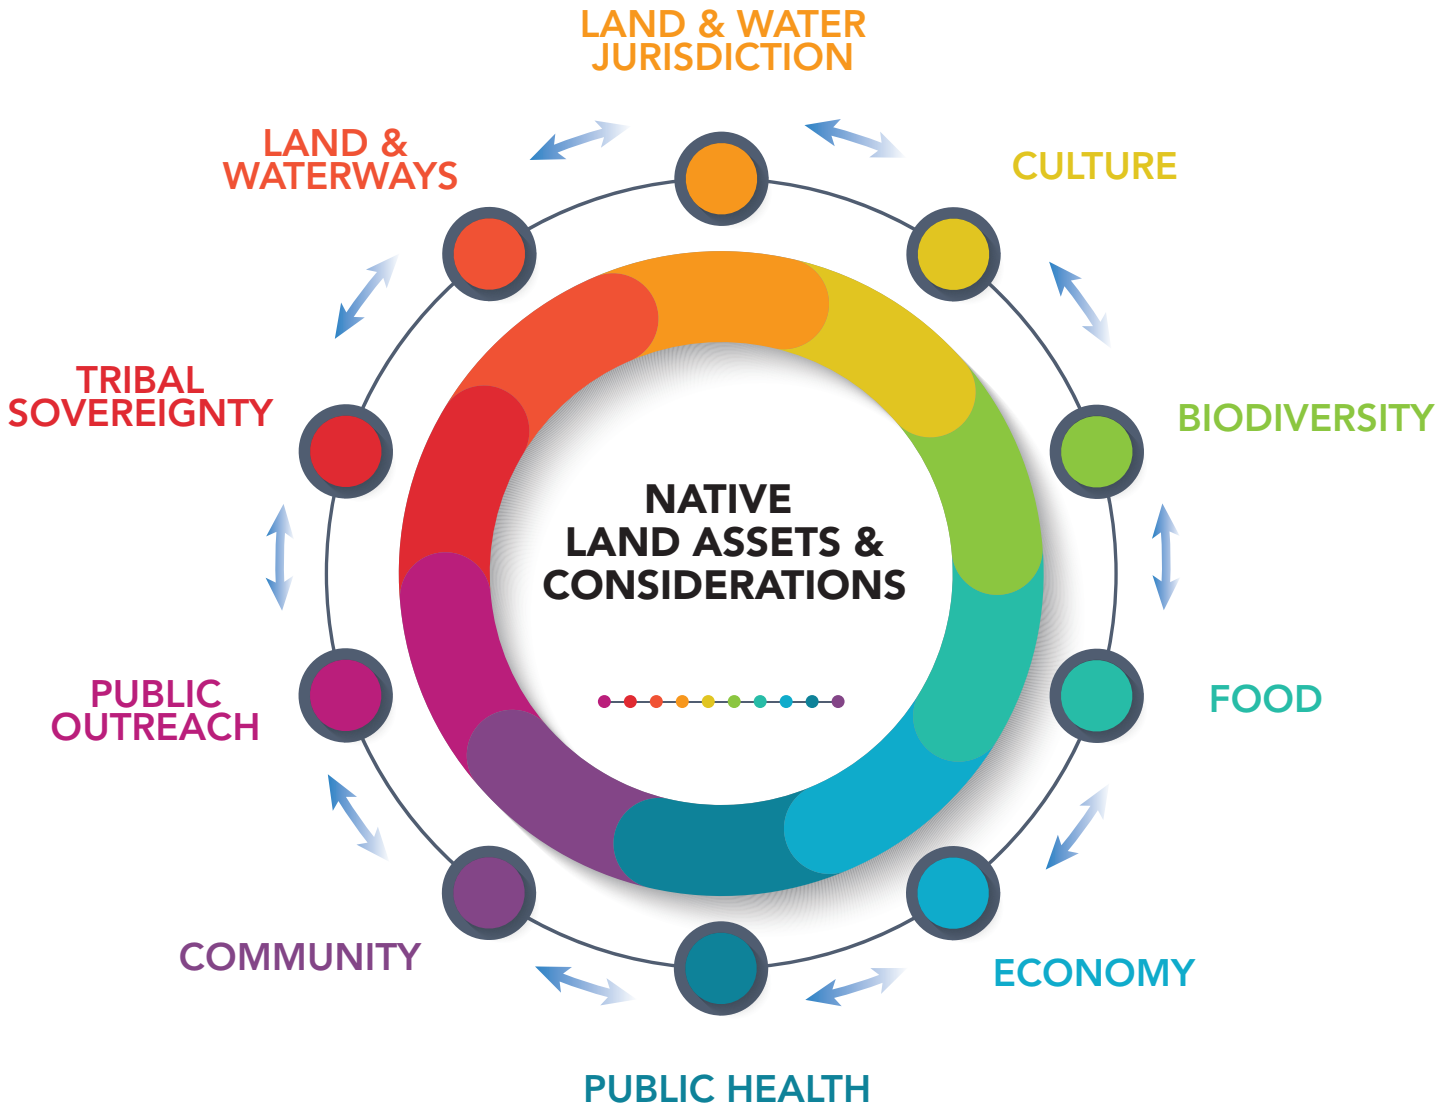 LAND & WATER
JURISDICTION
LAND &
WATERWAYS
CULTURE
TRIBAL
SOVEREIGNTY
BIODIVERSITY
NATIVE
LAND ASSETS &
CONSIDERATIONS
PUBLIC
OUTREACH
FOOD
COMMUNITY
ECONOMY
PUBLIC HEALTH